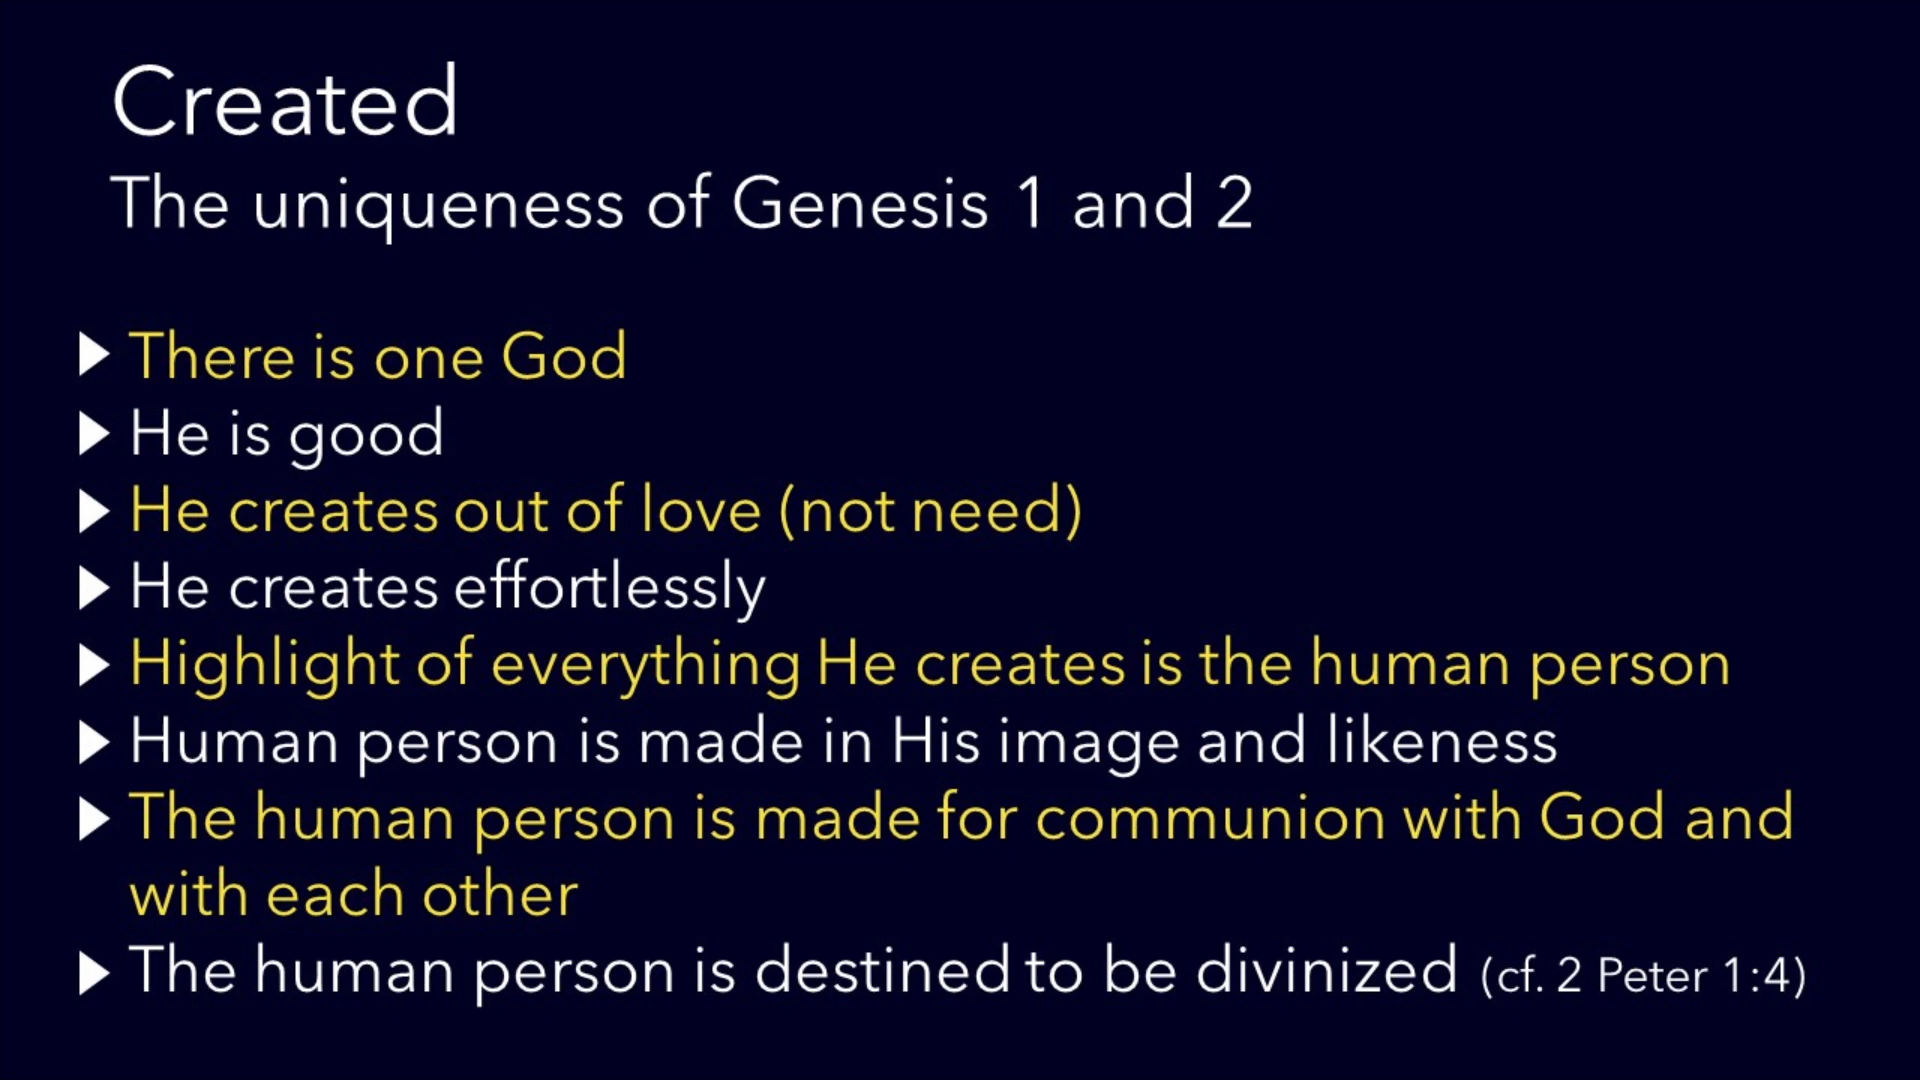 Created
The uniqueness of Genesis 1 and 2
There is one God
He is good
He creates out of love (not need)
He creates effortlessly
Highlight of everything He creates is the human person
Human person is made in His image and likeness
The human person is made for communion with God and
with each other
The human person is destined to be divinized (cf. 2 Peter 1:4)